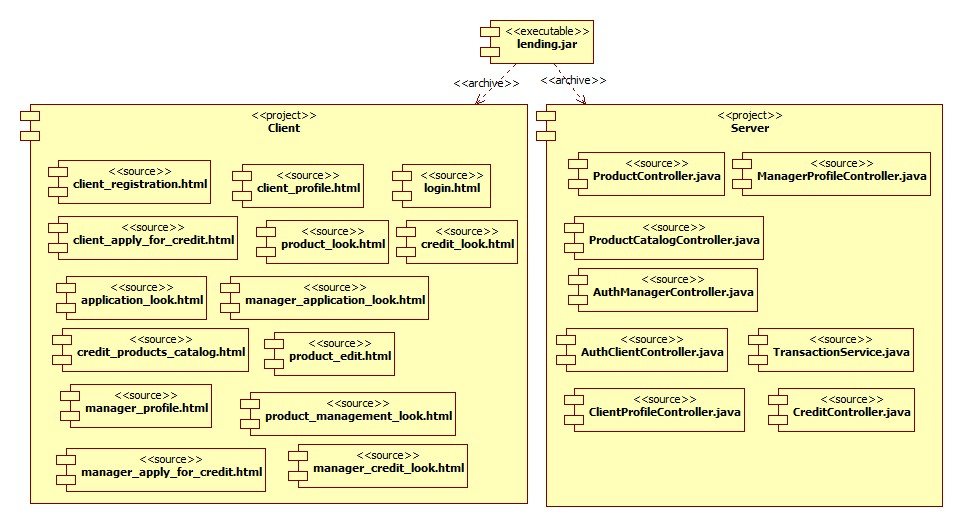 <<executable>>
lending.jar
<<archive>>
<<archive>>
<<project>>
Client
<<source>>
client_registration.html
<<source>>
client_profile.html
<<source>>
login.html
<<source>>
client_apply_for_credit.html
<<source>>
product_look.html
<<source>>
credit_look.html
<<source>>
application_look.html
<<source>>
manager_application_look.html
<<source>>
credit_products_catalog.html
<<source>>
product_edit.html
<<source>>
manager_profile.html
<<source>>
product_management_look.html
<<source>>
manager_apply_for_credit.html
<<source>>
manager_credit_look.html
<<project>>
Server
<<source>>
ProductController.java
<<source>>
ManagerProfileController.java
<<source>>
ProductCatalogController.java
<<source>>
AuthManagerController.java
<<source>>
AuthClientController.java
<<source>>
TransactionService.java
<<source>>
ClientProfileController.java
<<source>>
CreditController.java